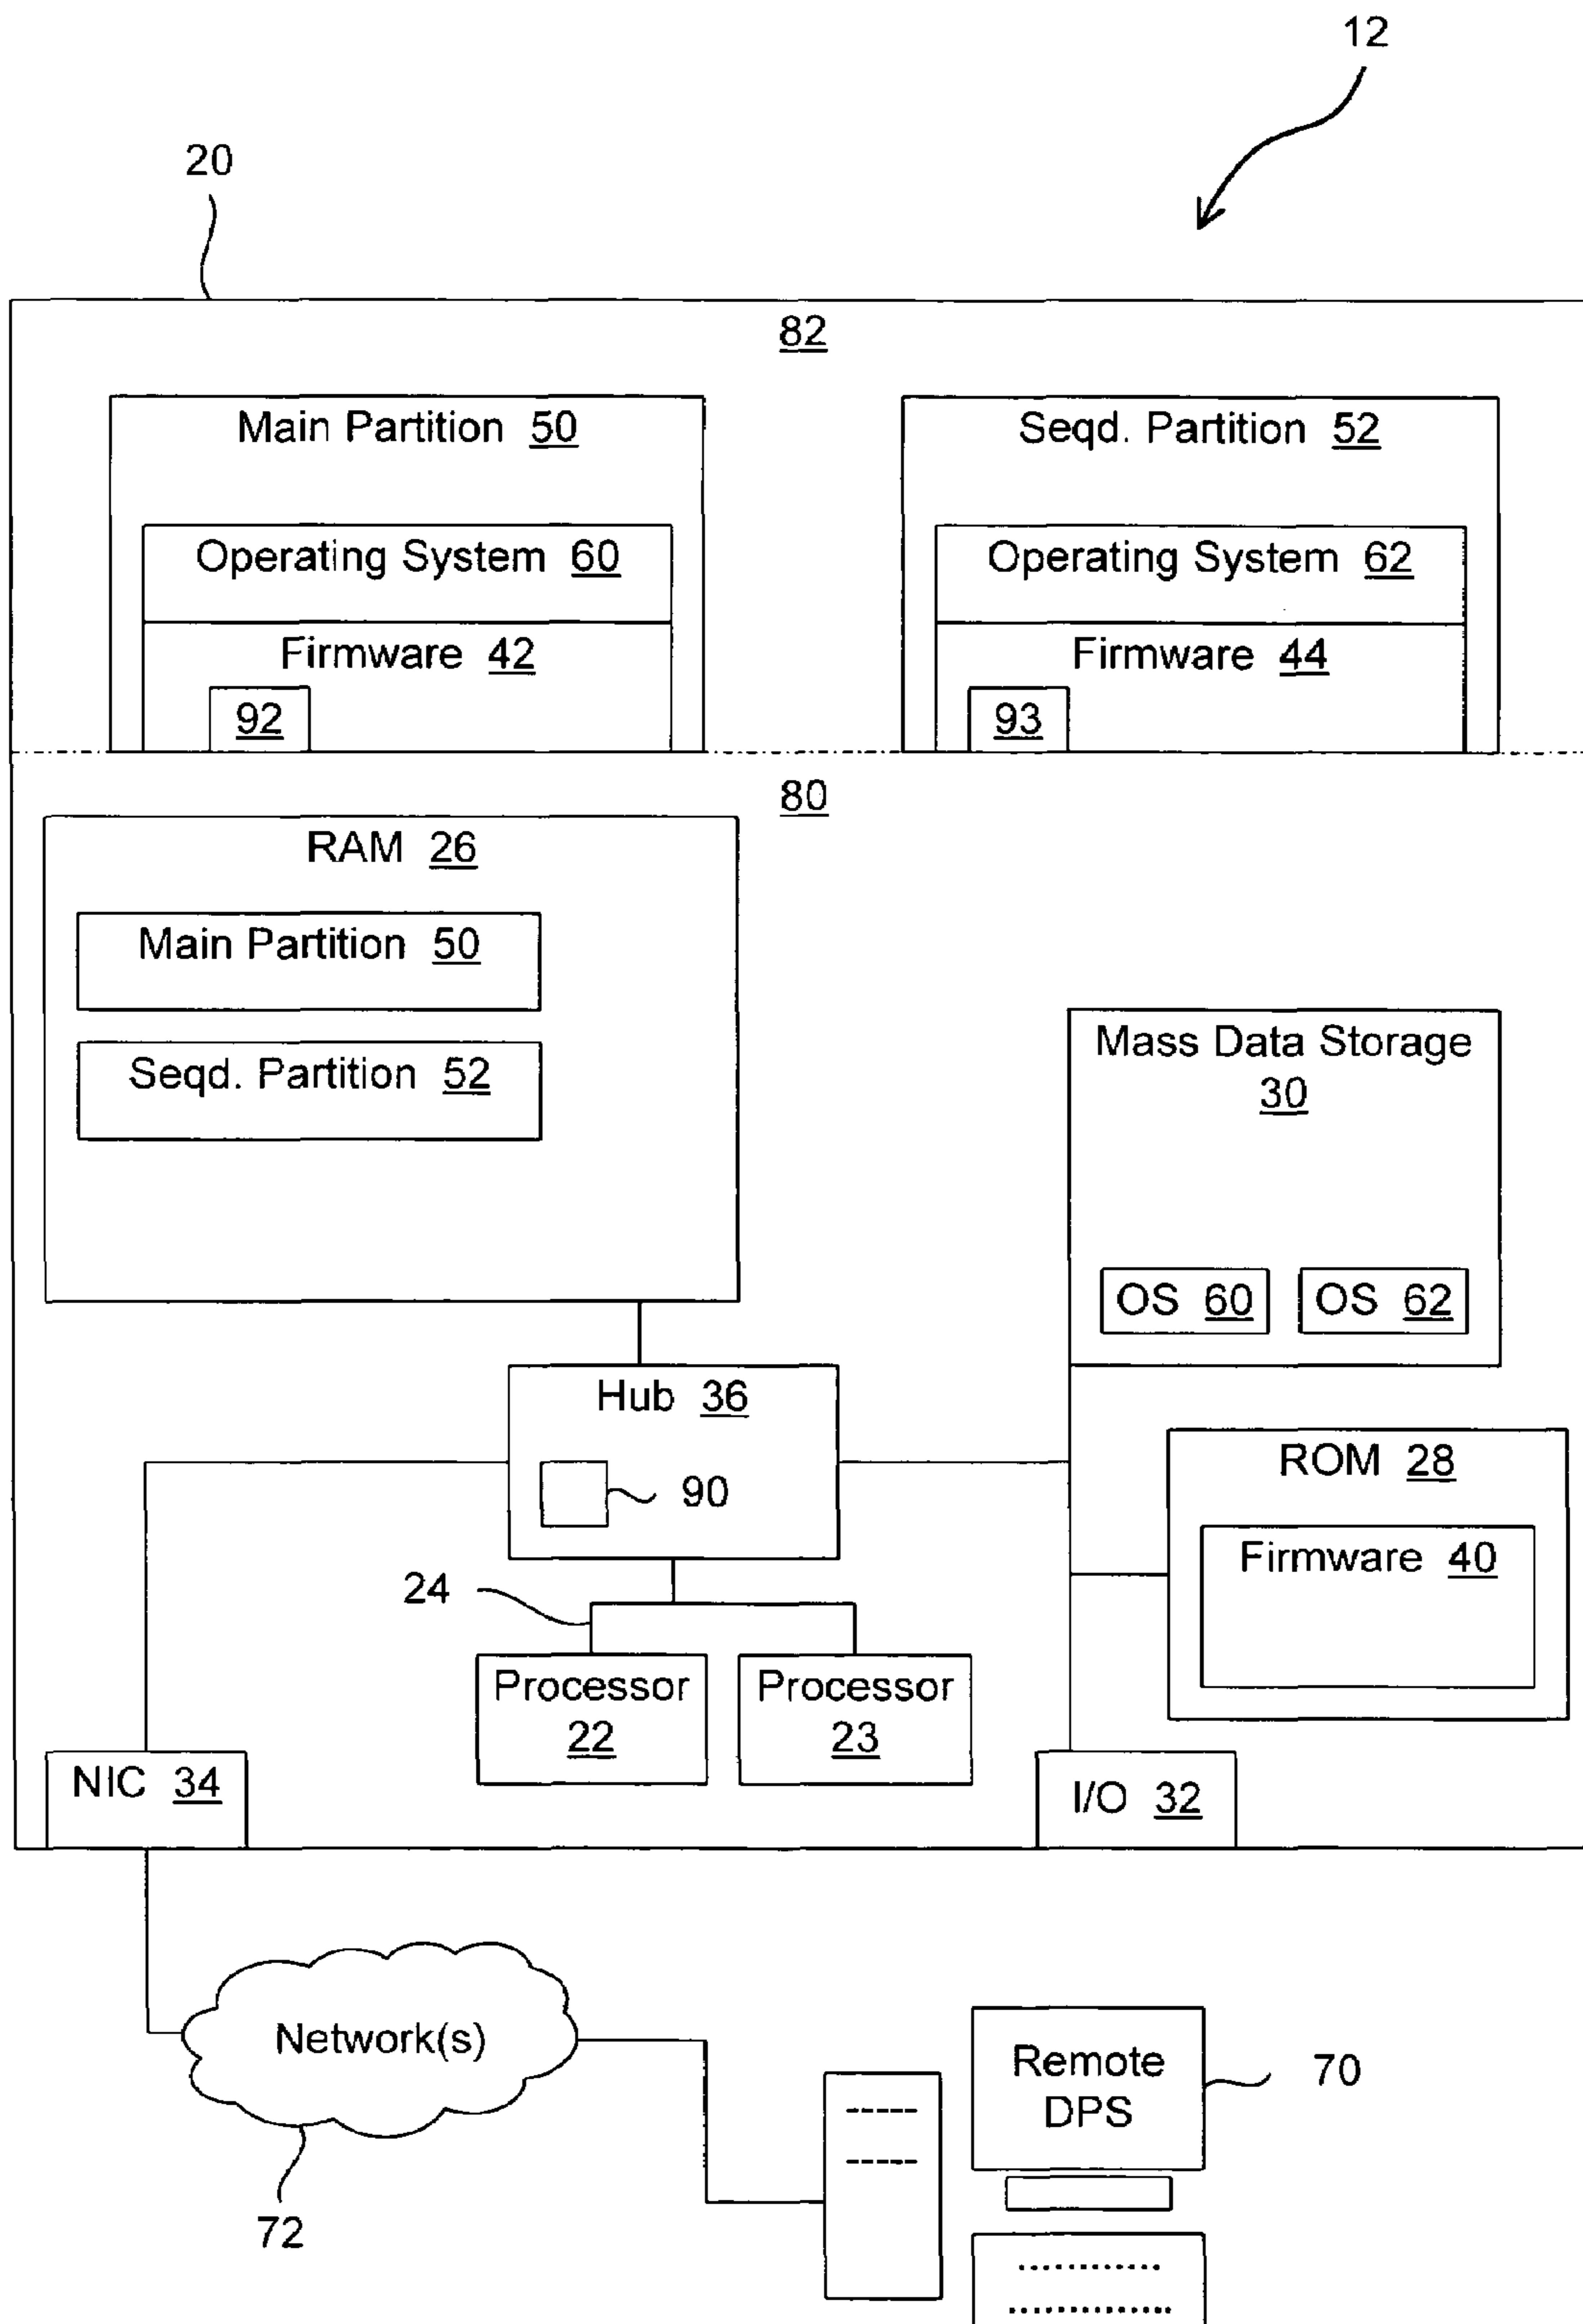 12
20
82
Main Partition 50
Seqd. Partition 52
Operating System 60
Operating System 62
Firmware 42
Firmware 44
92
93
80
RAM 26
Main Partition 50
Seqd. Partition 52
Mass Data Storage
30
OS 60
OS 62
Hub 36
90
ROM 28
Firmware 40
24
Processor
22
Processor
23
NIC 34
I/O 32
Network(s)
72
Remote
DPS
70